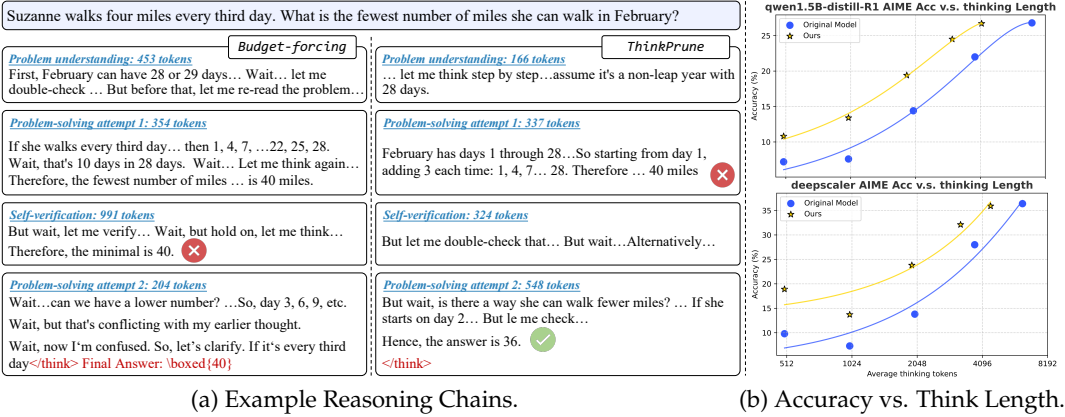 Suzanne walks four miles every third day. What is the fewest number of miles she can walk in February?
Budget-forcing
Problem understanding: 453 tokens
First, February can have 28 or 29 days… Wait… let me
double-check … But before that, let me re-read the problem…
Problem-solving attempt 1: 354 tokens
If she walks every third day… then 1, 4, 7, …22, 25, 28.
Wait, that's 10 days in 28 days. Wait… Let me think again…
Therefore, the fewest number of miles … is 40 miles.
Self-verification: 991 tokens
But wait, let me verify… Wait, but hold on, let me think…
Therefore, the minimal is 40.
Problem-solving attempt 2: 204 tokens
Wait…can we have a lower number? …So, day 3, 6, 9, etc.
Wait, but that's conflicting with my earlier thought.
Wait, now I'm confused. So, let's clarify. If it's every third
day</think> Final Answer: \boxed{40}
ThinkPrune
Problem understanding: 166 tokens
… let me think step by step…assume it's a non-leap year with
28 days.
Problem-solving attempt 1: 337 tokens
February has days 1 through 28…So starting from day 1,
adding 3 each time: 1, 4, 7… 28. Therefore … 40 miles
Self-verification: 324 tokens
But let me double-check that… But wait…Alternatively…
Problem-solving attempt 2: 548 tokens
But wait, is there a way she can walk fewer miles? … If she
starts on day 2… But le me check…
Hence, the answer is 36.
</think>
(a) Example Reasoning Chains.
qwen1.5B-distill-R1 AIME Acc v.s. thinking Length
Original Model
Ours
Accuracy (%)
25
20
15
10
deepscaler AIME Acc v.s. thinking Length
Original Model
Ours
Accuracy (%)
35
30
25
20
15
10
512 1024 2048 4096 8192
Average thinking tokens
(b) Accuracy vs. Think Length.